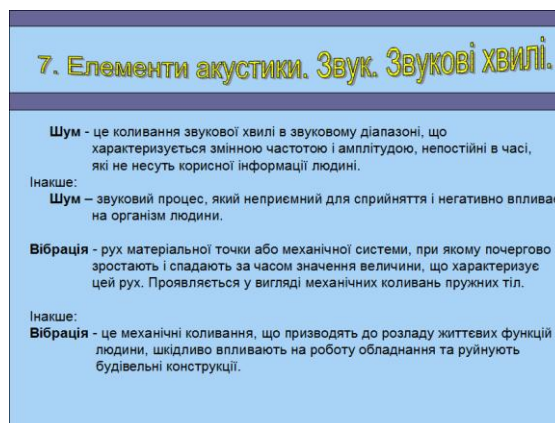 7. Елементи акустики. Звук. Звукові хвилі.
Шум - це коливання звукової хвилі в звуковому діапазоні, що
характеризується змінною частотою і амплітудою, непостійні в часі,
які не несуть корисної інформації людині.
Інакше:
Шум – звуковий процес, який неприємний для сприйняття і негативно впливає
на організм людини.
Вібрація - рух матеріальної точки або механічної системи, при якому почергово
зростають і спадають за часом значення величини, що характеризує
цей рух. Проявляється у вигляді механічних коливань пружних тіл.
Інакше:
Вібрація - це механічні коливання, що призводять до розладу життєвих функцій
людини, шкідливо впливають на роботу обладнання та руйнують
будівельні конструкції.